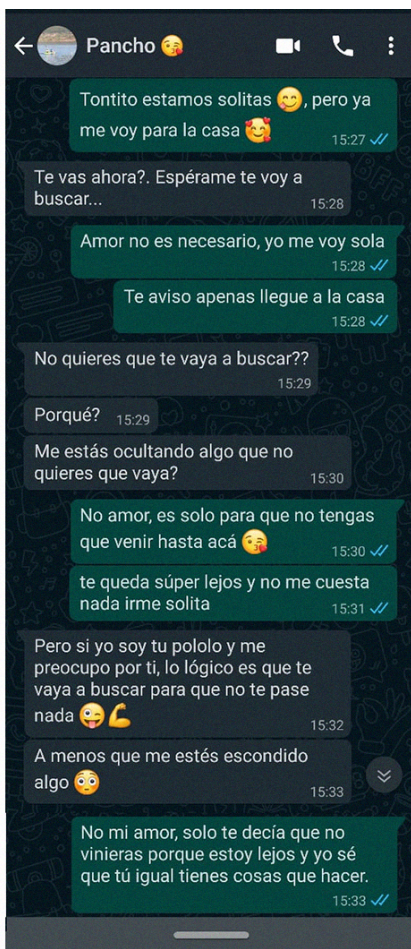 Pancho 😘
Tontito estamos solitas 😋, pero ya
me voy para la casa 🥰
15:27
Te vas ahora?. Espérame te voy a
buscar...
15:28
Amor no es necesario, yo me voy sola
15:28
Te aviso apenas llegue a la casa
15:28
No quieres que te vaya a buscar??
15:29
Porqué? 15:29
Me estás ocultando algo que no
quieres que vaya?
15:30
No amor, es solo para que no tengas
que venir hasta acá 😘
15:30
te queda súper lejos y no me cuesta
nada irme solita
15:31
Pero si yo soy tu pololo y me
preocupo por ti, lo lógico es que te
vaya a buscar para que no te pase
nada 😜💪
15:32
A menos que me estés escondido
algo 😳
15:33
No mi amor, solo te decía que no
vinieras porque estoy lejos y yo sé
que tú igual tienes cosas que hacer.
15:33